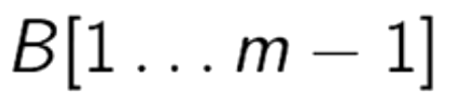 B[1 . . . m − 1]